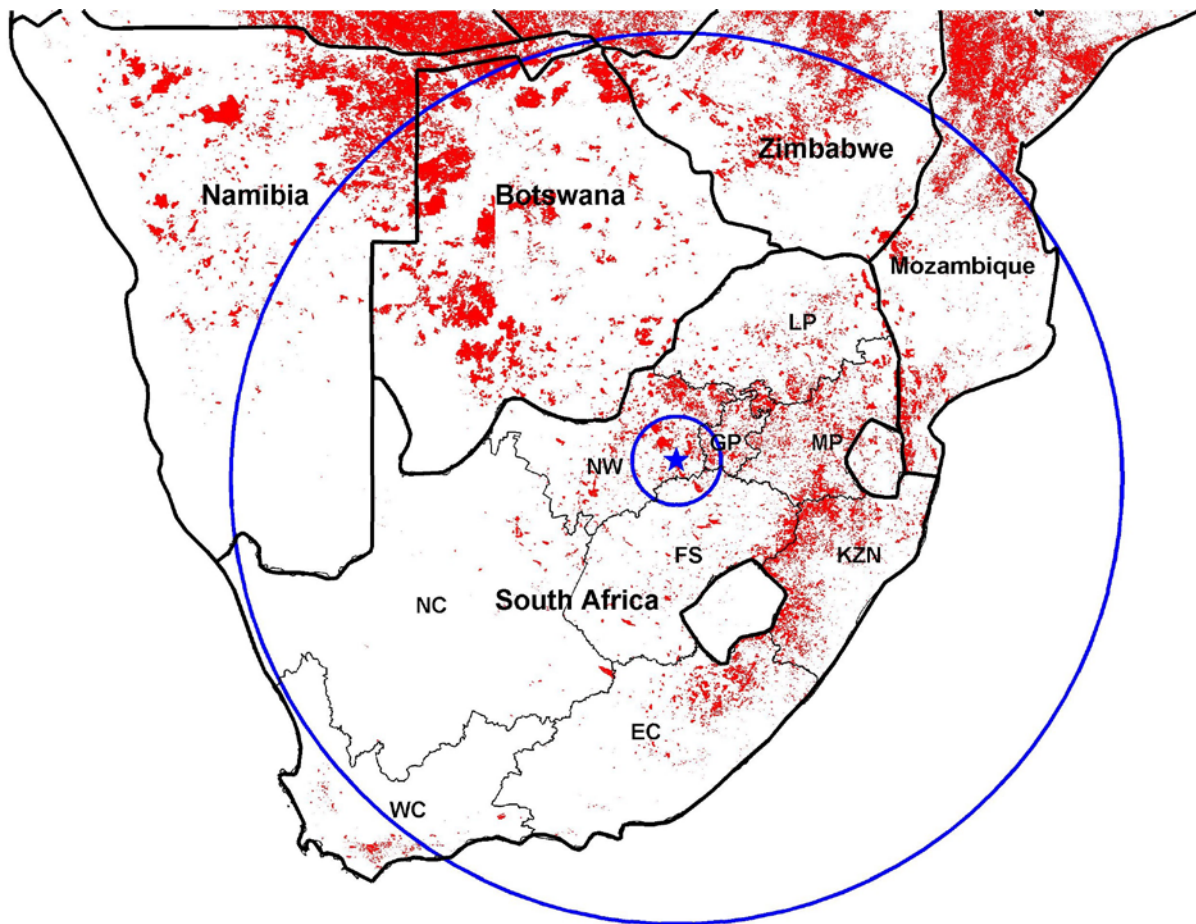 Zimbabwe
Namibia
Botswana
Mozambique
LP
GP
MP
NW
FS
KZN
NC
South Africa
EC
WC